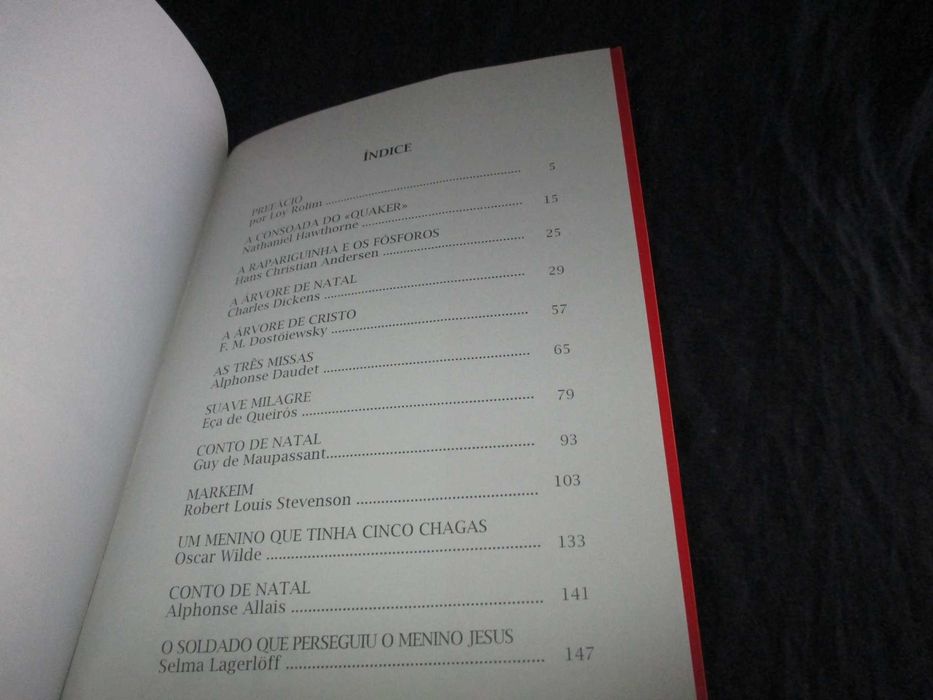 ÍNDICE
PREFÁCIO
por Loy Rolim ........................................ 5
A CONSOADA DO «QUAKER»
Nathaniel Hawthorne ........................................ 15
A RAPARIGUINHA E OS FÓSFOROS
Hans Christian Andersen ........................................ 25
A ÁRVORE DE NATAL
Charles Dickens ........................................ 29
A ÁRVORE DE CRISTO
F. M. Dostoiewsky ........................................ 57
AS TRÊS MISSAS
Alphonse Daudet ........................................ 65
SUAVE MILAGRE
Eça de Queirós ........................................ 79
CONTO DE NATAL
Guy de Maupassant ........................................ 93
MARKEIM
Robert Louis Stevenson ........................................ 103
UM MENINO QUE TINHA CINCO CHAGAS
Oscar Wilde ........................................ 133
CONTO DE NATAL
Alphonse Allais ........................................ 141
O SOLDADO QUE PERSEGUIU O MENINO JESUS
Selma Lagerlöff ........................................ 147